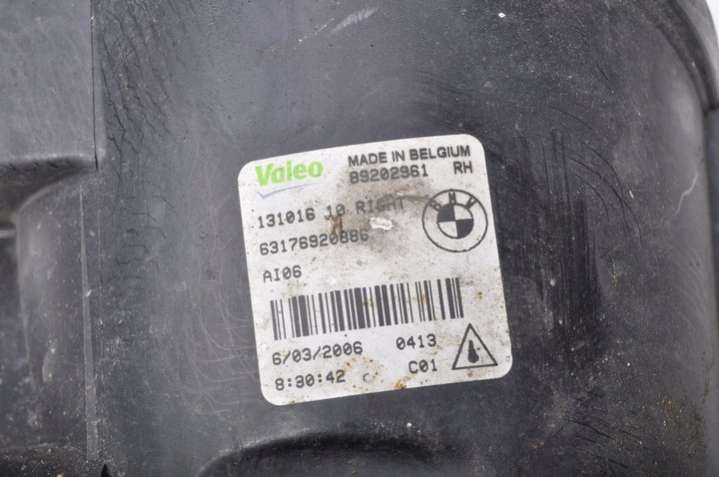 Valeo MADE IN BELGIUM
89202961 RH
131016 10 RIGHT
63176920886
BMW
AI06
6/03/2006 0413
8:30:42 C01